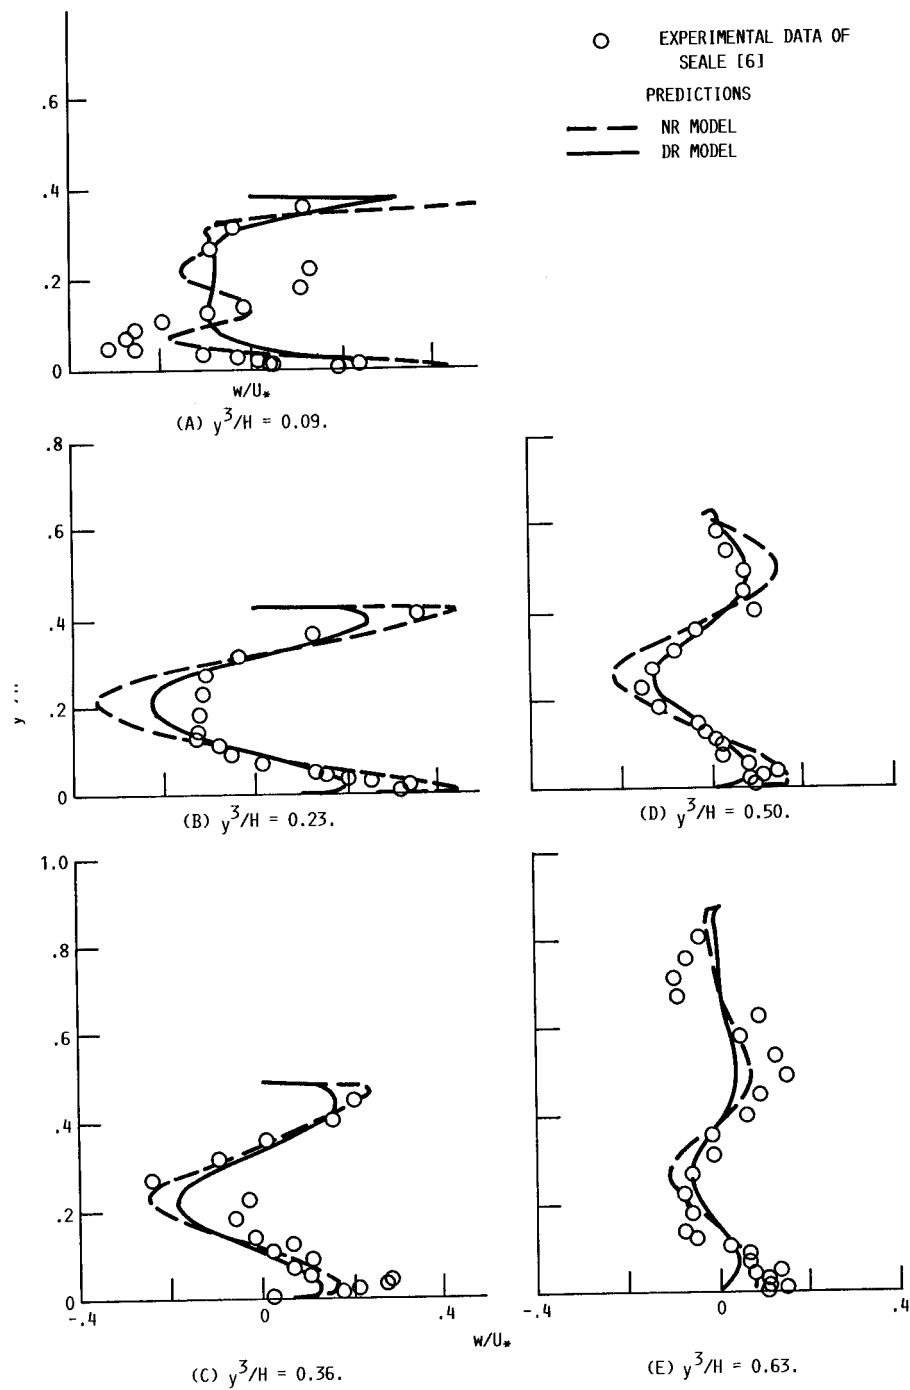 EXPERIMENTAL DATA OF
SEALE [6]
PREDICTIONS
NR MODEL
DR MODEL
.6
.4
.2
0
w/U*
(A) y³/H = 0.09.
.8
.6
.4
.2
0
(B) y³/H = 0.23.
(D) y³/H = 0.50.
1.0
.8
.6
.4
.2
0
-.4
0
.4
-.4
0
.4
w/U*
(C) y³/H = 0.36.
(E) y³/H = 0.63.